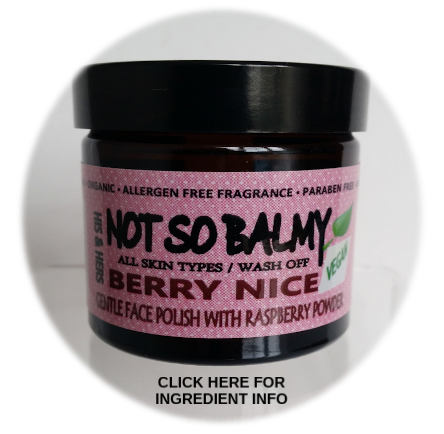 ORGANIC • ALLERGEN FREE FRAGRANCE • PARABEN FREE
HIS & HERBS
NOT SO BALMY
ALL SKIN TYPES / WASH OFF
VEGAN
BERRY NICE
GENTLE FACE POLISH WITH RASPBERRY POWDER
CLICK HERE FOR
INGREDIENT INFO